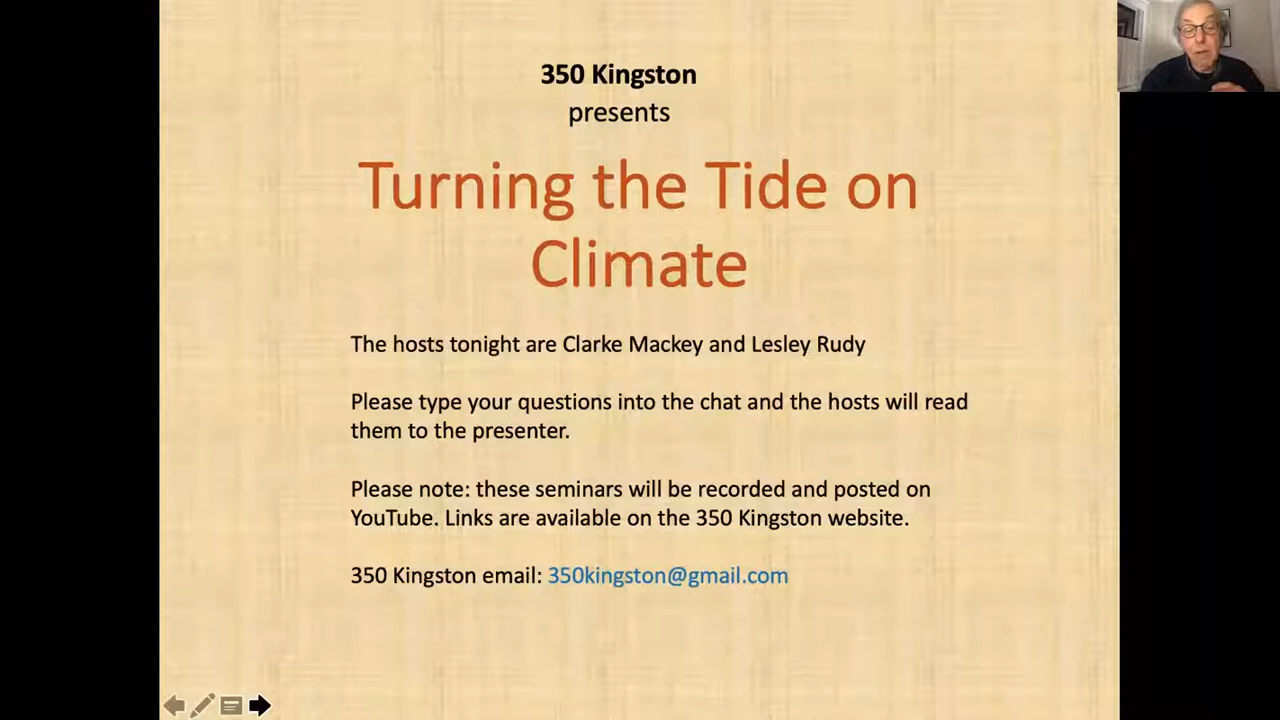 350 Kingston
presents
Turning the Tide on
Climate
The hosts tonight are Clarke Mackey and Lesley Rudy
Please type your questions into the chat and the hosts will read
them to the presenter.
Please note: these seminars will be recorded and posted on
YouTube. Links are available on the 350 Kingston website.
350 Kingston email: 350kingston@gmail.com